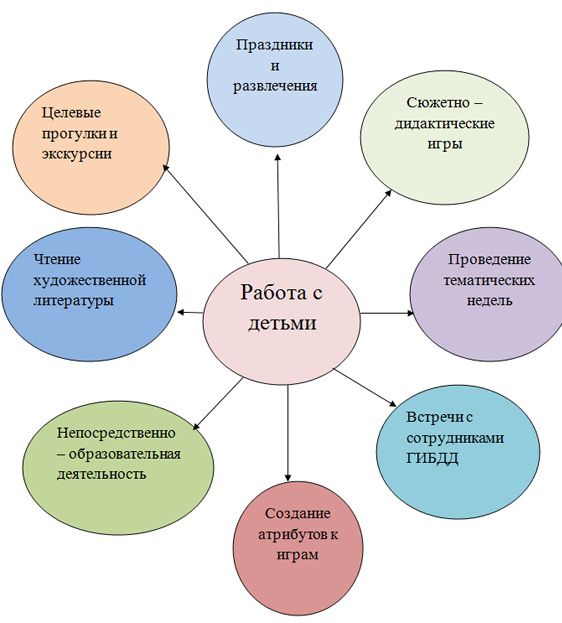 Праздники
и
развлечения
Целевые
прогулки и
экскурсии
Сюжетно –
дидактические
игры
Чтение
художественной
литературы
Работа с
детьми
Проведение
тематических
недель
Непосредственно
– образовательная
деятельность
Встречи с
сотрудниками
ГИБДД
Создание
атрибутов к
играм